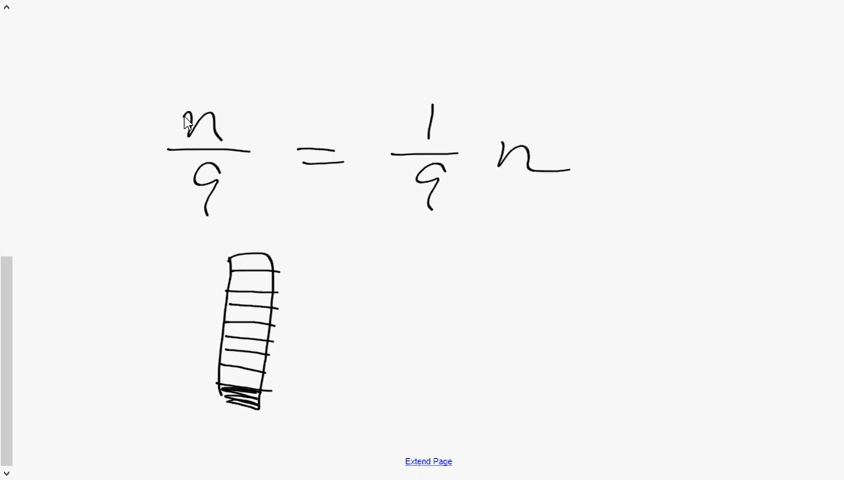 n/9 = 1/9 n
Extend Page